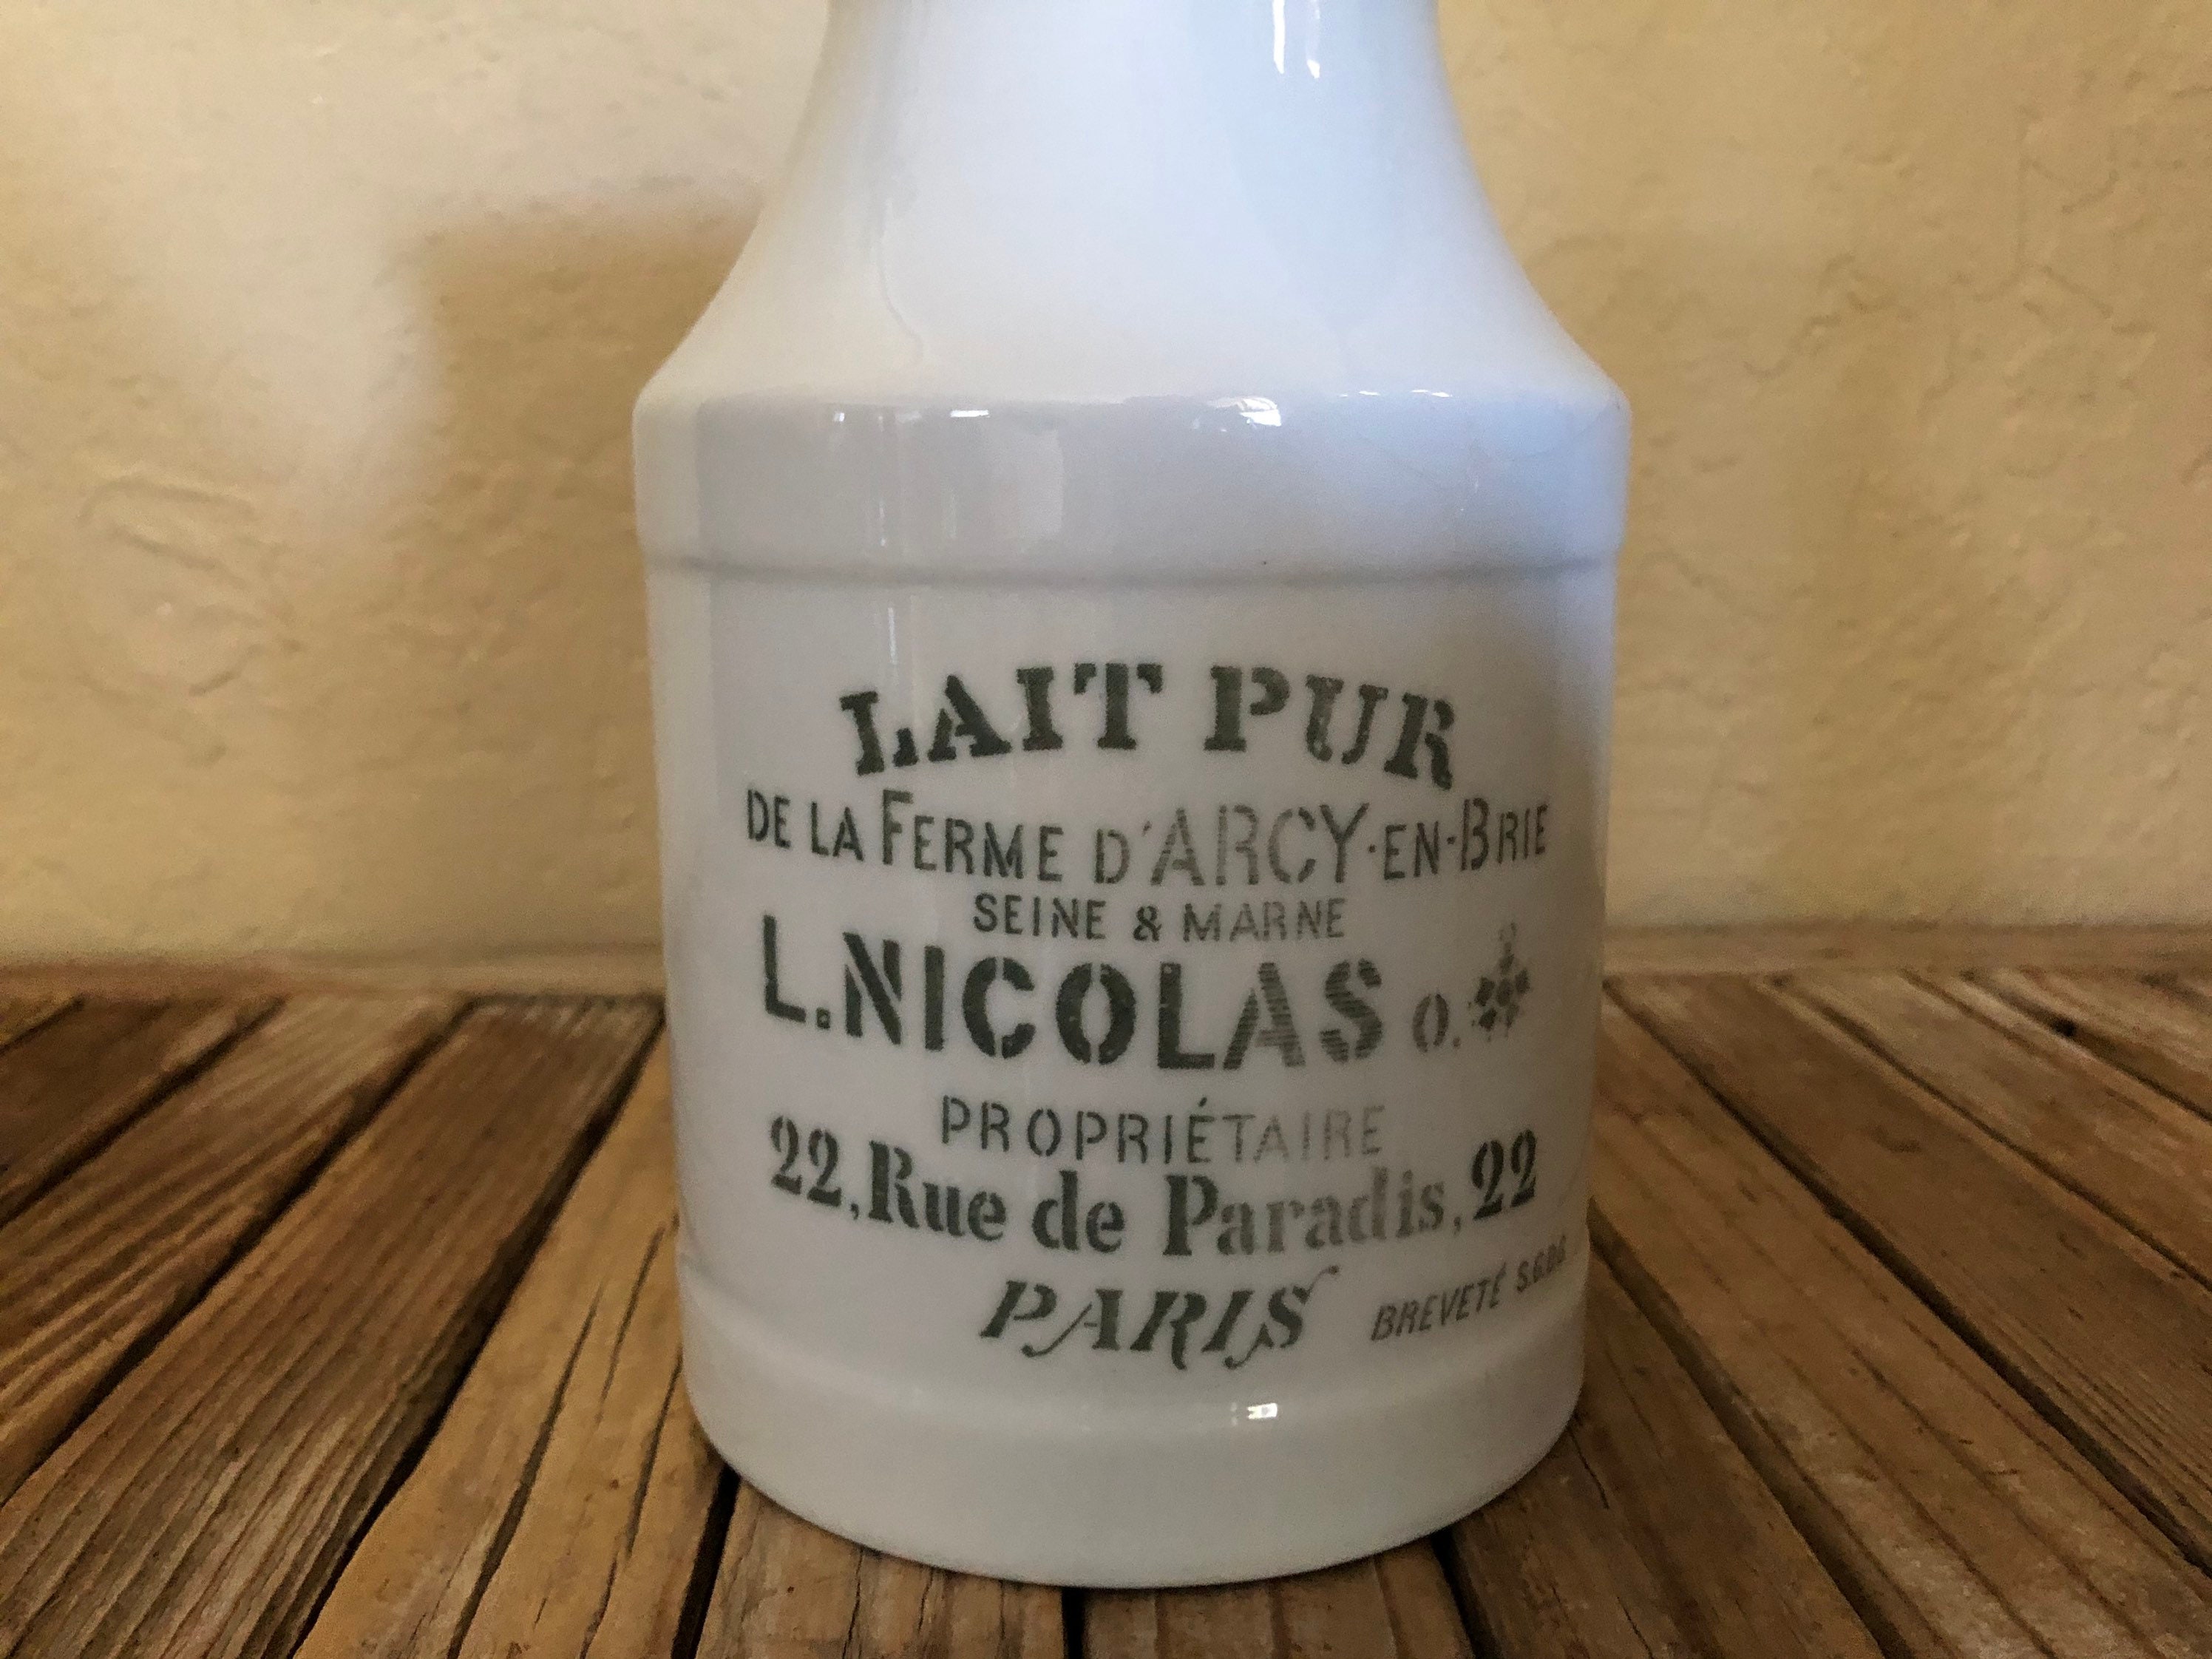 LAIT PUR
DE LA FERME D'ARCY-EN-BRIE
SEINE & MARNE
L.NICOLAS O.
PROPRIÉTAIRE
22, Rue de Paradis, 22
PARIS
BREVETÉ S.G.D.G.